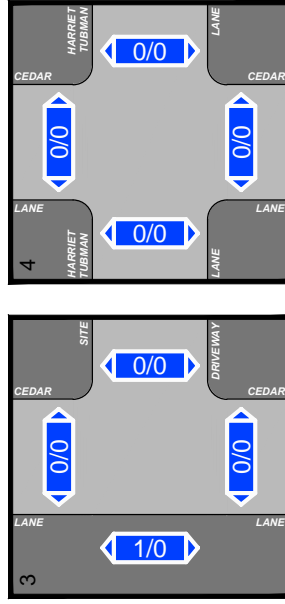 4
HARRIET
TUBMAN
LANE
CEDAR
CEDAR
0/0
0/0
0/0
0/0
LANE
LANE
HARRIET
TUBMAN
LANE
3
SITE
DRIVEWAY
CEDAR
CEDAR
0/0
0/0
0/0
LANE
LANE
1/0